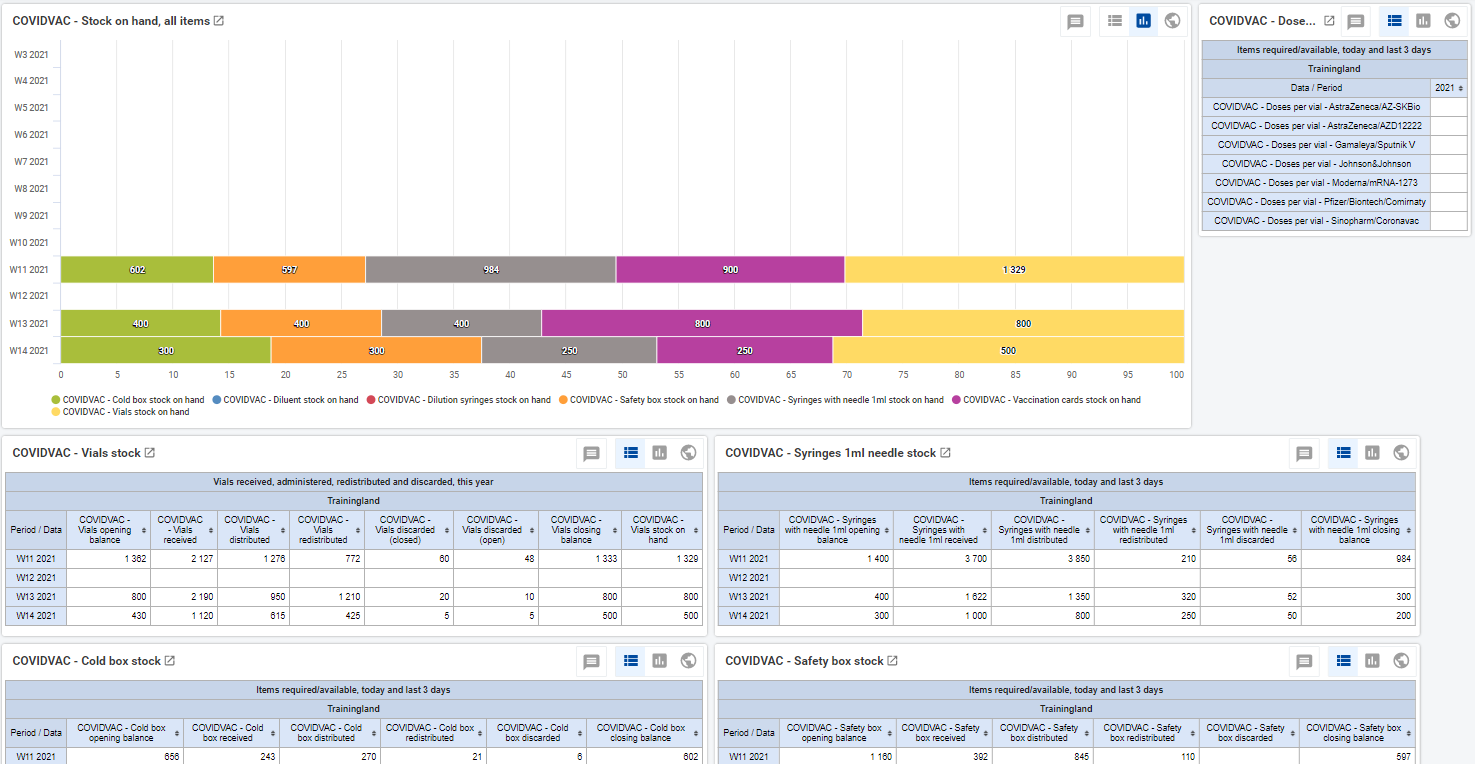 COVIDVAC - Stock on hand, all items
W3 2021
W4 2021
W5 2021
W6 2021
W7 2021
W8 2021
W9 2021
W10 2021
W11 2021 602 597 984 900 1 329
W12 2021
W13 2021 400 400 400 800 800
W14 2021 300 300 250 250 500
0 5 10 15 20 25 30 35 40 45 50 55 60 65 70 75 80 85 90 95 100
COVIDVAC - Cold box stock on hand COVIDVAC - Diluent stock on hand COVIDVAC - Dilution syringes stock on hand COVIDVAC - Safety box stock on hand COVIDVAC - Syringes with needle 1ml stock on hand COVIDVAC - Vaccination cards stock on hand
COVIDVAC - Vials stock on hand
COVIDVAC - Dose...
Items required/available, today and last 3 days
Trainingland
Data / Period 2021
COVIDVAC - Doses per vial - AstraZeneca/AZ-SKBio
COVIDVAC - Doses per vial - AstraZeneca/AZD12222
COVIDVAC - Doses per vial - Gamaleya/Sputnik V
COVIDVAC - Doses per vial - Johnson&Johnson
COVIDVAC - Doses per vial - Moderna/mRNA-1273
COVIDVAC - Doses per vial - Pfizer/Biontech/Comirnaty
COVIDVAC - Doses per vial - Sinopharm/Coronavac
COVIDVAC - Vials stock
Vials received, administered, redistributed and discarded, this year
Trainingland
Period / Data COVIDVAC - Vials opening balance COVIDVAC - Vials received COVIDVAC - Vials distributed COVIDVAC - Vials redistributed COVIDVAC - Vials discarded (closed) COVIDVAC - Vials discarded (open) COVIDVAC - Vials closing balance COVIDVAC - Vials stock on hand
W11 2021 1 362 2 127 1 276 772 60 48 1 333 1 329
W12 2021
W13 2021 800 2 190 950 1 210 20 10 800 800
W14 2021 430 1 120 615 425 5 5 500 500
COVIDVAC - Syringes 1ml needle stock
Items required/available, today and last 3 days
Trainingland
Period / Data COVIDVAC - Syringes with needle 1ml opening balance COVIDVAC - Syringes with needle 1ml received COVIDVAC - Syringes with needle 1ml distributed COVIDVAC - Syringes with needle 1ml redistributed COVIDVAC - Syringes with needle 1ml discarded COVIDVAC - Syringes with needle 1ml closing balance
W11 2021 1 400 3 700 3 850 210 56 984
W12 2021
W13 2021 400 1 622 1 350 320 52 300
W14 2021 300 1 000 800 250 50 200
COVIDVAC - Cold box stock
Items required/available, today and last 3 days
Trainingland
Period / Data COVIDVAC - Cold box opening balance COVIDVAC - Cold box received COVIDVAC - Cold box distributed COVIDVAC - Cold box redistributed COVIDVAC - Cold box discarded COVIDVAC - Cold box closing balance
W11 2021 656 243 270 21 6 602
COVIDVAC - Safety box stock
Items required/available, today and last 3 days
Trainingland
Period / Data COVIDVAC - Safety box opening balance COVIDVAC - Safety box received COVIDVAC - Safety box distributed COVIDVAC - Safety box redistributed COVIDVAC - Safety box discarded COVIDVAC - Safety box closing balance
W11 2021 1 160 392 845 110 597